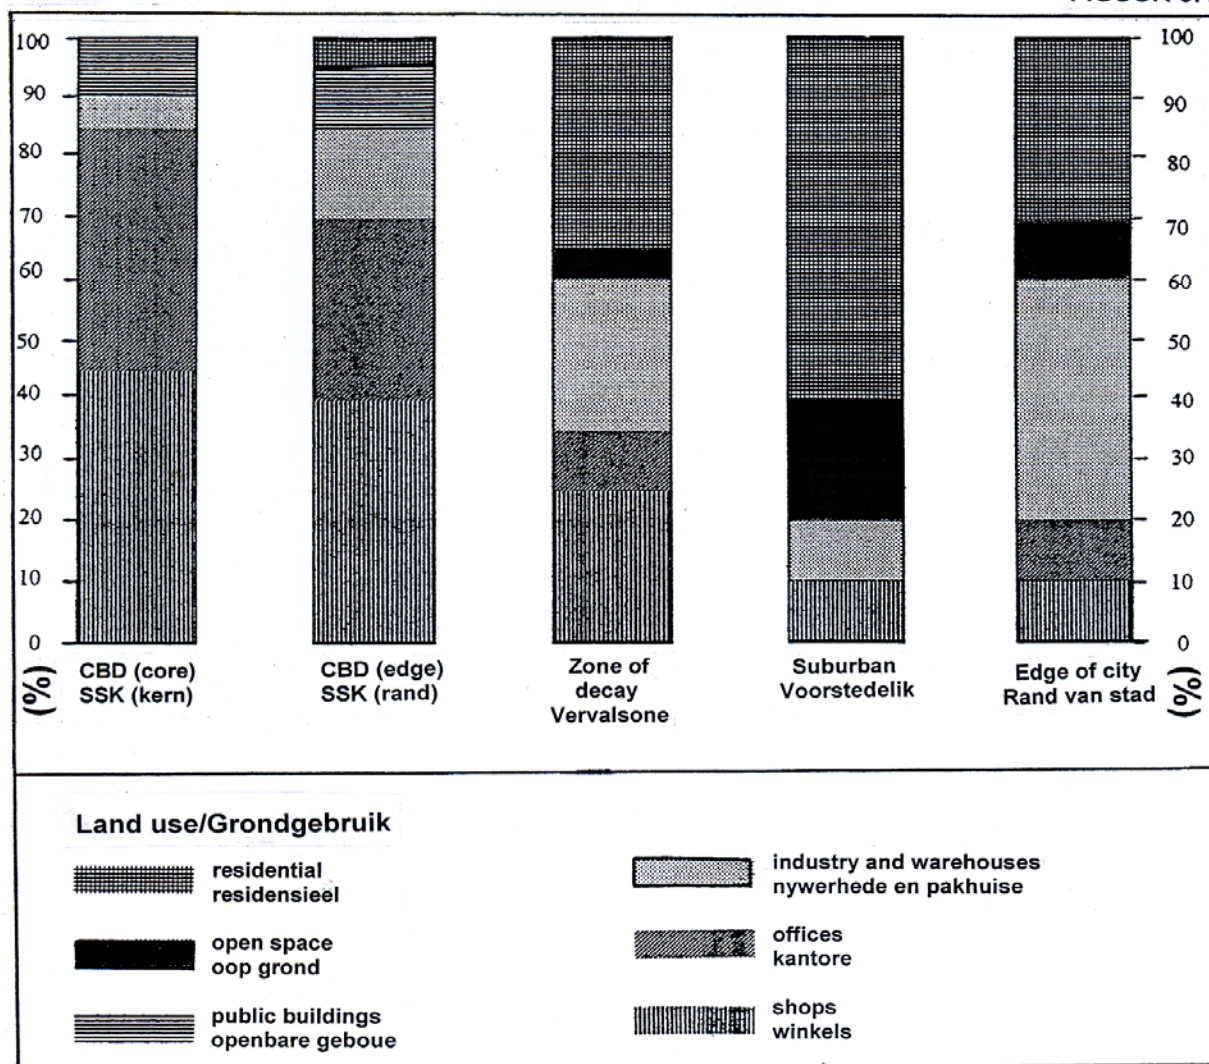 100
90
80
70
60
50
40
30
20
10
0
(%)
100
90
80
70
60
50
40
30
20
10
0
(%)
CBD (core)
SSK (kern)
CBD (edge)
SSK (rand)
Zone of
decay
Vervalsone
Suburban
Voorstedelik
Edge of city
Rand van stad
Land use/Grondgebruik
residential
residensieël
open space
oop grond
public buildings
openbare geboue
industry and warehouses
nywerhede en pakhuise
offices
kantore
shops
winkels